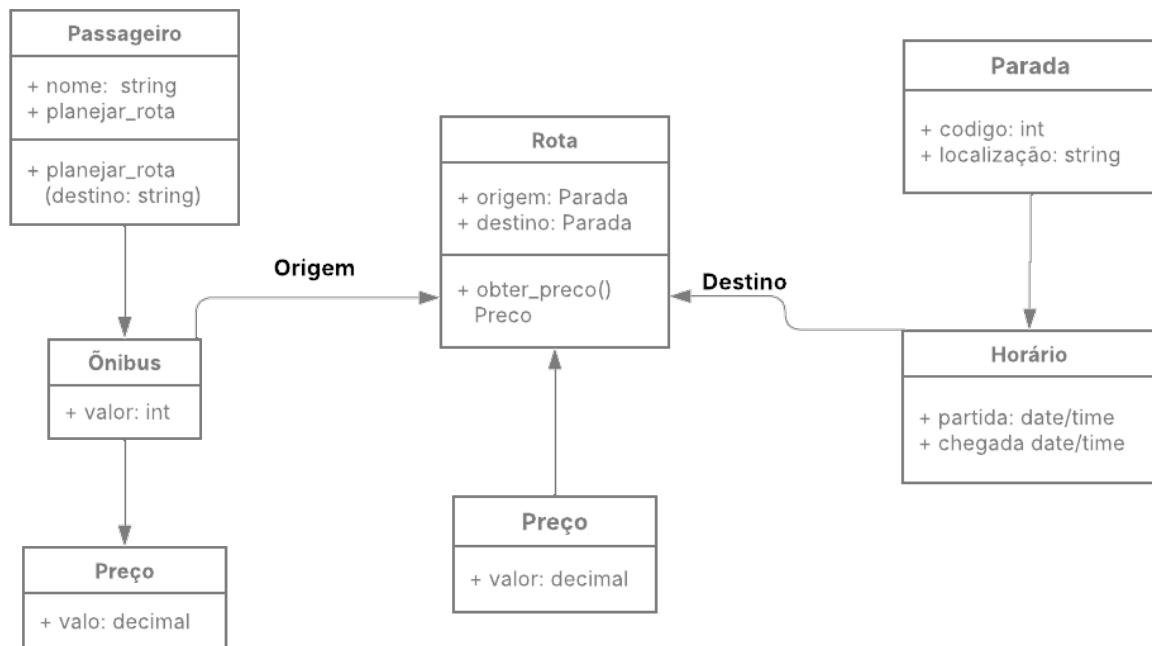 Passageiro
+ nome: string
+ planejar_rota
+ planejar_rota
(destino: string)
Origem
Õnibus
+ valor: int
Preço
+ valo: decimal
Rota
+ origem: Parada
+ destino: Parada
+ obter_preco()
Preco
Preço
+ valor: decimal
Destino
Parada
+ codigo: int
+ localização: string
Horário
+ partida: date/time
+ chegada date/time